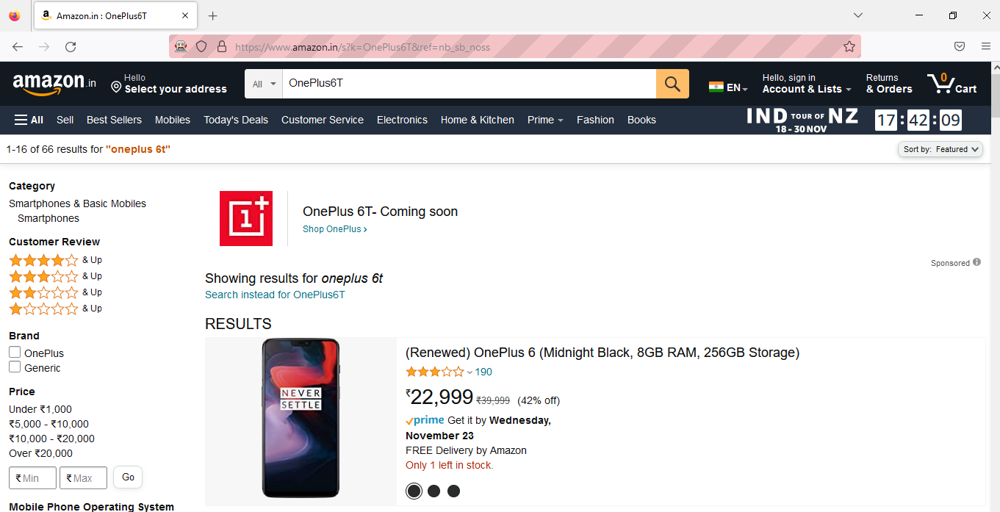 Amazon.in : OnePlus6T
https://www.amazon.in/s?k=OnePlus6T&ref=nb_sb_noss
amazon.in
Hello
Select your address
All
OnePlus6T
EN
Hello, sign in
Account & Lists
Returns
& Orders
0
Cart
All
Sell
Best Sellers
Mobiles
Today's Deals
Customer Service
Electronics
Home & Kitchen
Prime
Fashion
Books
IND TOUR OF NZ
18 - 30 NOV
17 : 42 : 09
1-16 of 66 results for "oneplus 6t"
Sort by: Featured
Category
Smartphones & Basic Mobiles
Smartphones
Customer Review
& Up
& Up
& Up
& Up
Brand
OnePlus
Generic
Price
Under ₹1,000
₹5,000 - ₹10,000
₹10,000 - ₹20,000
Over ₹20,000
₹ Min
₹ Max
Go
Mobile Phone Operating System
1+
OnePlus 6T- Coming soon
Shop OnePlus ›
Sponsored
Showing results for oneplus 6t
Search instead for OnePlus6T
RESULTS
NEVER
SETTLE
(Renewed) OnePlus 6 (Midnight Black, 8GB RAM, 256GB Storage)
190
₹22,999 ₹39,999 (42% off)
prime Get it by Wednesday,
November 23
FREE Delivery by Amazon
Only 1 left in stock.